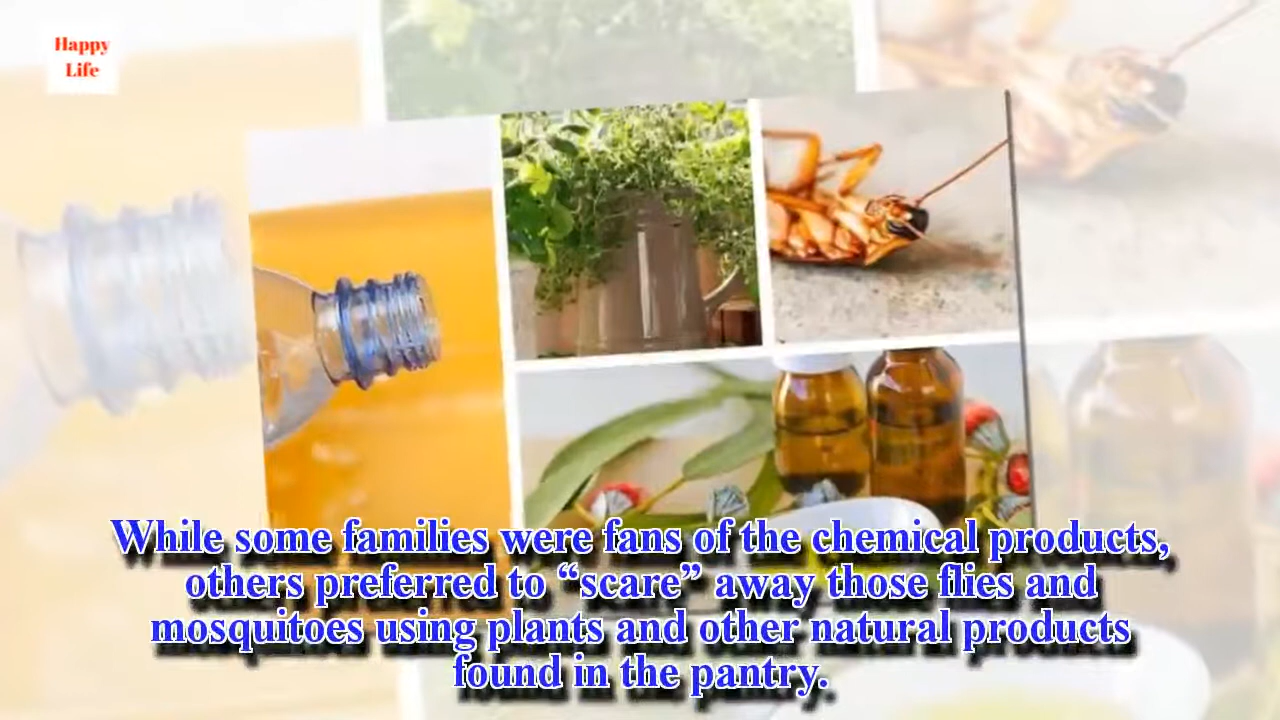 Happy
Life
While some families were fans of the chemical products,
others preferred to “scare” away those flies and
mosquitoes using plants and other natural products
found in the pantry.